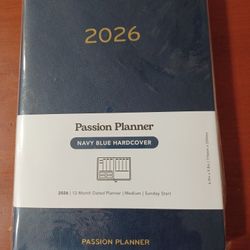 2026
Passion Planner
NAVY BLUE HARDCOVER
2026 | 12-Month Dated Planner | Medium | Sunday Start
PASSION PLANNER